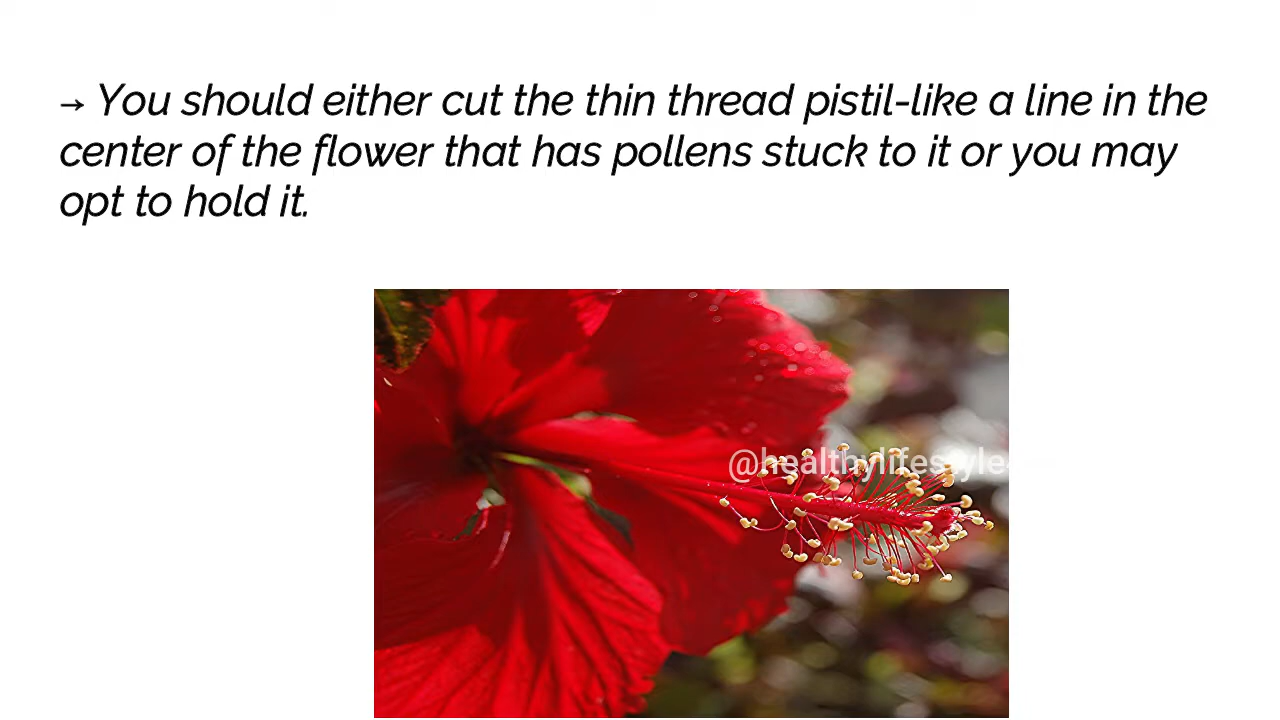 → You should either cut the thin thread pistil-like a line in the
center of the flower that has pollens stuck to it or you may
opt to hold it.
@healthylifestyle